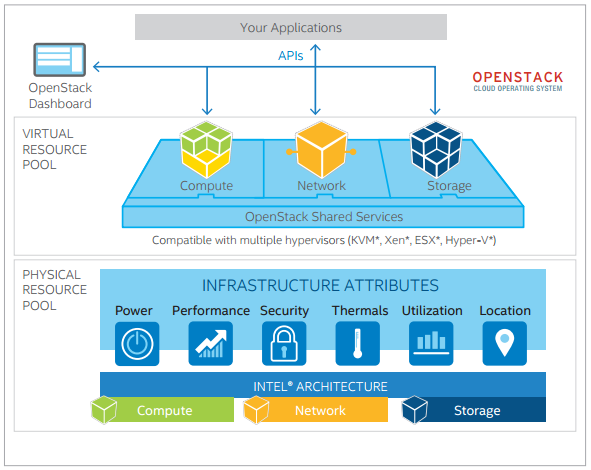 Your Applications
APIs
OpenStack
Dashboard
OPENSTACK
CLOUD OPERATING SYSTEM
VIRTUAL
RESOURCE
POOL
Compute
Network
Storage
OpenStack Shared Services
Compatible with multiple hypervisors (KVM*, Xen*, ESX*, Hyper-V*)
PHYSICAL
RESOURCE
POOL
INFRASTRUCTURE ATTRIBUTES
Power Performance Security Thermals Utilization Location
INTEL® ARCHITECTURE
Compute
Network
Storage